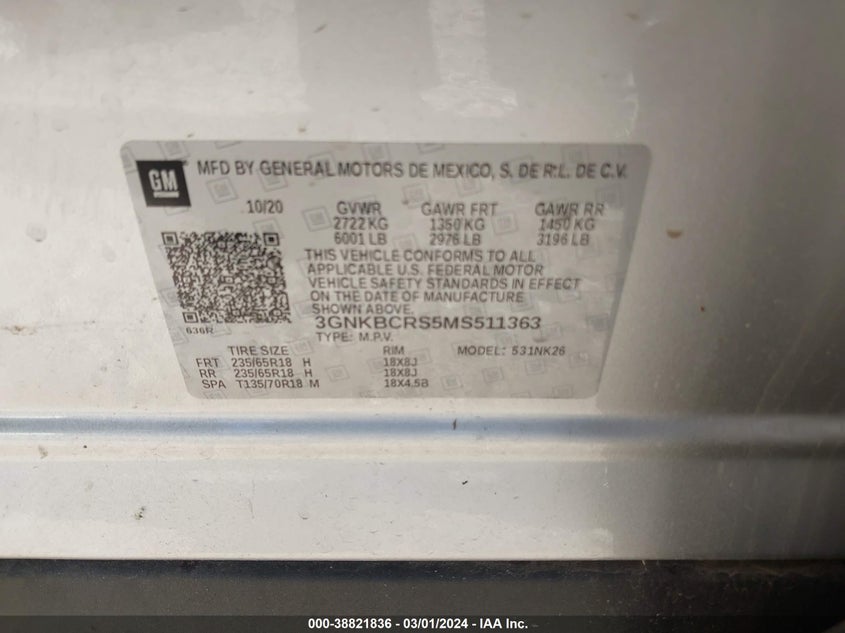 GM
MFD BY GENERAL MOTORS DE MEXICO, S. DE R.L. DE C.V.
10/20 GVWR GAWR FRT GAWR RR
2722 KG 1350 KG 1450 KG
6001 LB 2976 LB 3196 LB
THIS VEHICLE CONFORMS TO ALL
APPLICABLE U.S. FEDERAL MOTOR
VEHICLE SAFETY STANDARDS IN EFFECT
ON THE DATE OF MANUFACTURE
SHOWN ABOVE.
636R
3GNKBCRS5MS511363
TYPE: M.P.V.
TIRE SIZE RIM MODEL: 531NK26
FRT 235/65R18 H 18X8J
RR 235/65R18 H 18X8J
SPA T135/70R18 M 18X4.5B
000-38821836 - 03/01/2024 - IAA Inc.